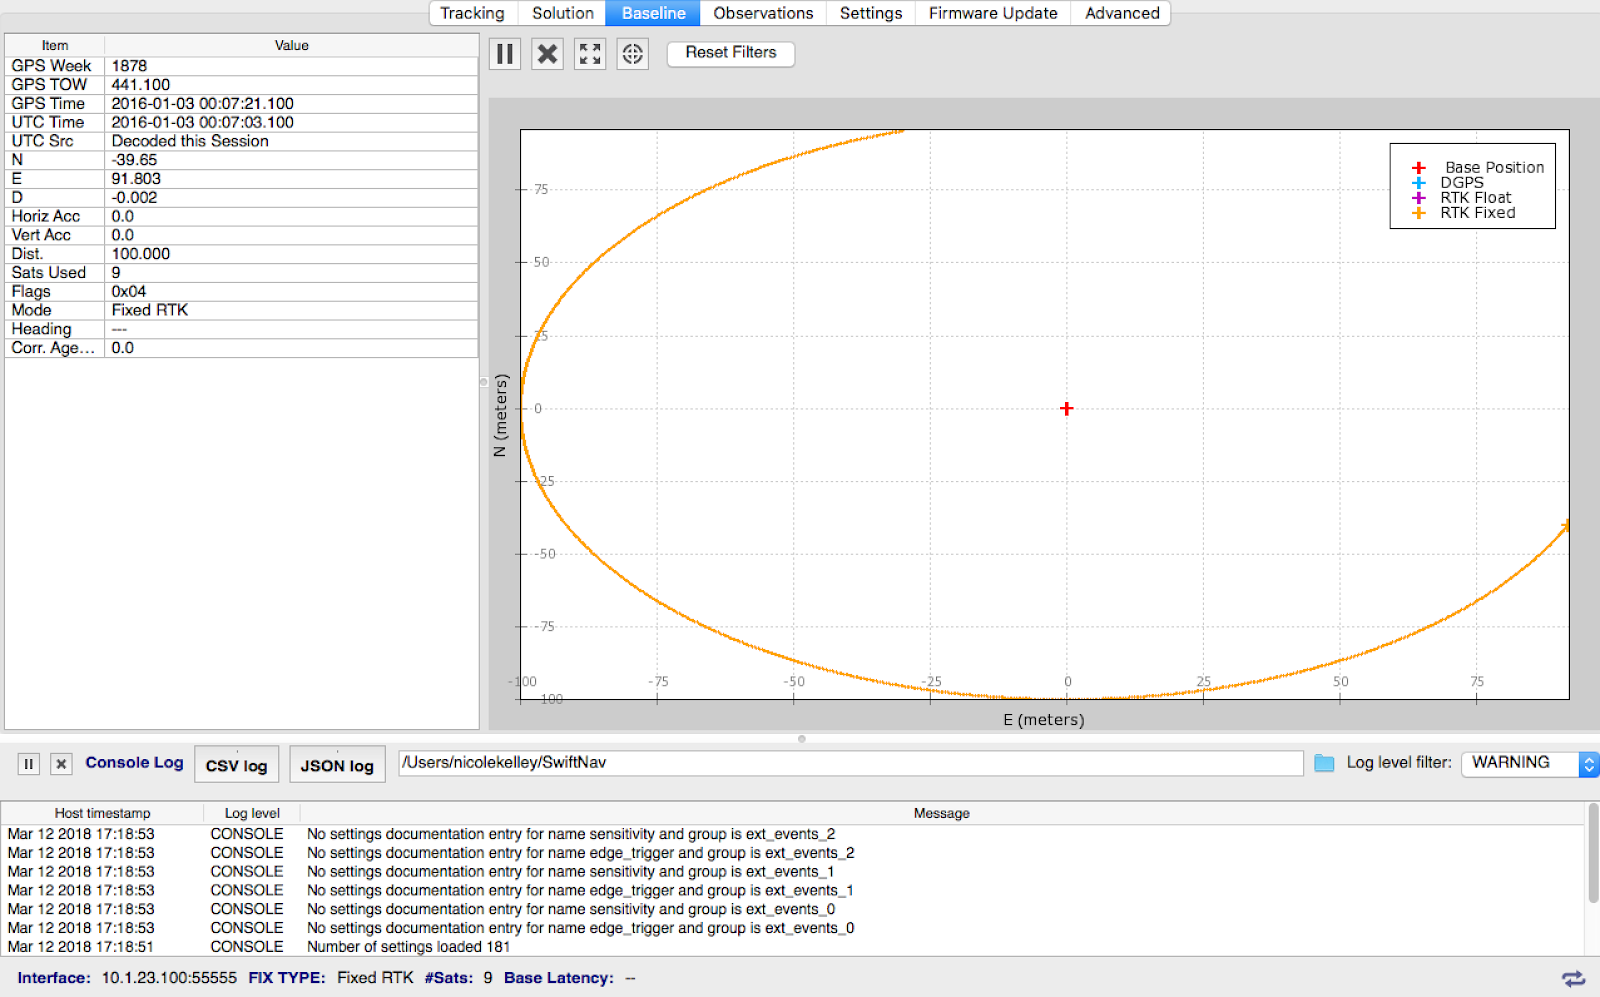 Tracking Solution Baseline Observations Settings Firmware Update Advanced
Item Value
GPS Week 1878
GPS TOW 441.100
GPS Time 2016-01-03 00:07:21.100
UTC Time 2016-01-03 00:07:03.100
UTC Src Decoded this Session
N -39.65
E 91.803
D -0.002
Horiz Acc 0.0
Vert Acc 0.0
Dist. 100.000
Sats Used 9
Flags 0x04
Mode Fixed RTK
Heading ---
Corr. Age... 0.0
Reset Filters
Base Position
DGPS
RTK Float
RTK Fixed
75
50
25
0
-25
-50
-75
-100
N (meters)
-100 -75 -50 -25 0 25 50 75
E (meters)
Console Log CSV log JSON log /Users/nicolekelley/SwiftNav Log level filter: WARNING
Host timestamp Log level Message
Mar 12 2018 17:18:53 CONSOLE No settings documentation entry for name sensitivity and group is ext_events_2
Mar 12 2018 17:18:53 CONSOLE No settings documentation entry for name edge_trigger and group is ext_events_2
Mar 12 2018 17:18:53 CONSOLE No settings documentation entry for name sensitivity and group is ext_events_1
Mar 12 2018 17:18:53 CONSOLE No settings documentation entry for name edge_trigger and group is ext_events_1
Mar 12 2018 17:18:53 CONSOLE No settings documentation entry for name sensitivity and group is ext_events_0
Mar 12 2018 17:18:53 CONSOLE No settings documentation entry for name edge_trigger and group is ext_events_0
Mar 12 2018 17:18:51 CONSOLE Number of settings loaded 181
Interface: 10.1.23.100:55555 FIX TYPE: Fixed RTK #Sats: 9 Base Latency: --